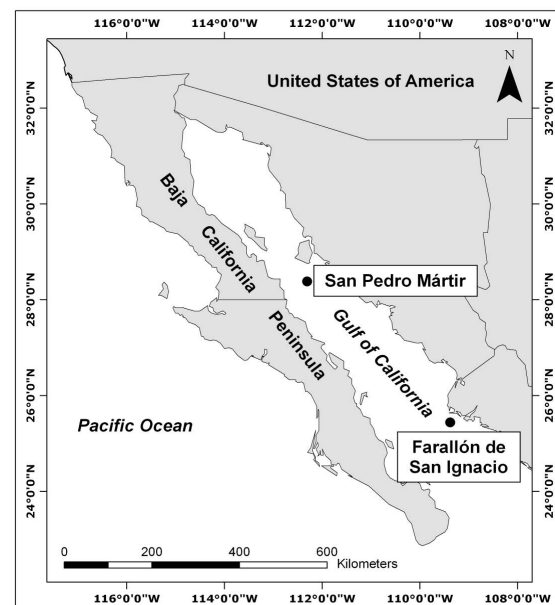 116°0'0"W 114°0'0"W 112°0'0"W 110°0'0"W 108°0'0"W
N
United States of America
32°0'0"N 32°0'0"N
30°0'0"N 30°0'0"N
Baja
California
Peninsula
San Pedro Mártir
28°0'0"N 28°0'0"N
Gulf of California
26°0'0"N 26°0'0"N
Pacific Ocean
Farallón de
San Ignacio
24°0'0"N 24°0'0"N
0 200 400 600
Kilometers
116°0'0"W 114°0'0"W 112°0'0"W 110°0'0"W 108°0'0"W